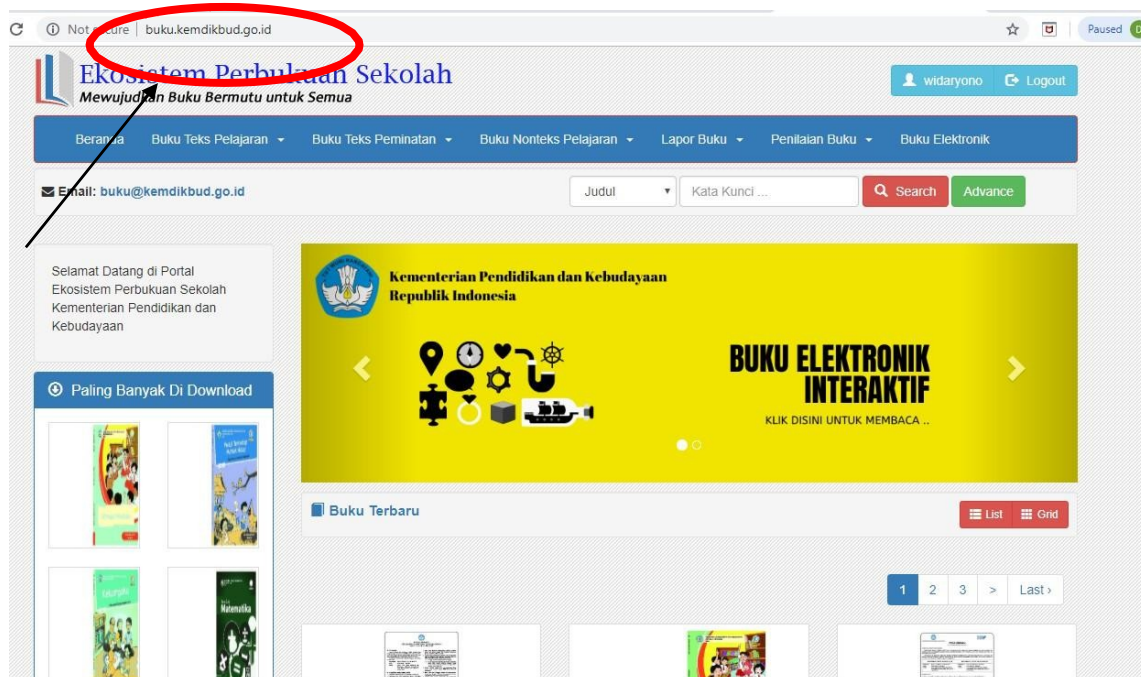 Not secure | buku.kemdikbud.go.id
Paused
Ekosistem Perbukuan Sekolah
Mewujudkan Buku Bermutu untuk Semua
widaryono Logout
Beranda Buku Teks Pelajaran Buku Teks Peminatan Buku Nonteks Pelajaran Lapor Buku Penilaian Buku Buku Elektronik
Email: buku@kemdikbud.go.id
Judul Kata Kunci ... Search Advance
Selamat Datang di Portal
Ekosistem Perbukuan Sekolah
Kementerian Pendidikan dan
Kebudayaan
Kementerian Pendidikan dan Kebudayaan
Republik Indonesia
BUKU ELEKTRONIK
INTERAKTIF
KLIK DISINI UNTUK MEMBACA ..
Paling Banyak Di Download
Matematika
Buku Terbaru
List Grid
1 2 3 > Last ›